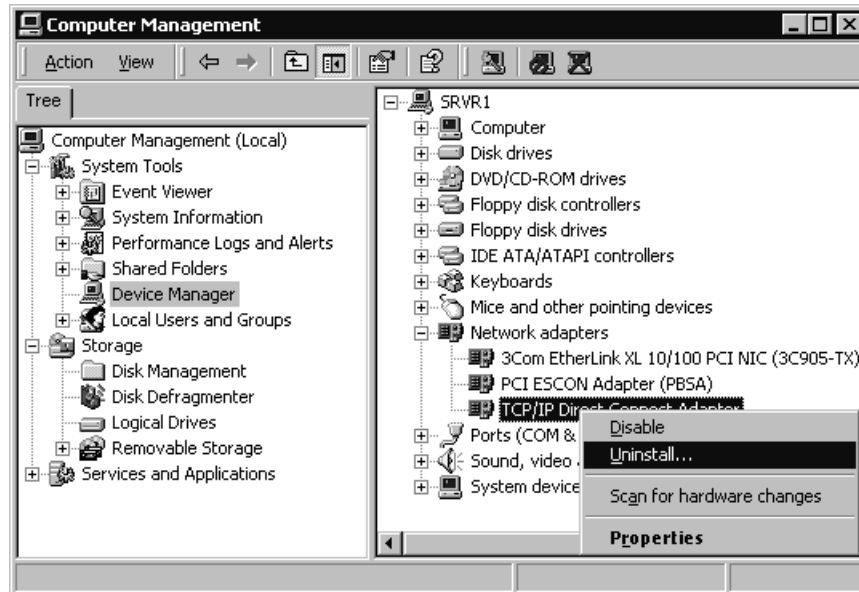 Computer Management
Action View
Tree
Computer Management (Local)
System Tools
Event Viewer
System Information
Performance Logs and Alerts
Shared Folders
Device Manager
Local Users and Groups
Storage
Disk Management
Disk Defragmenter
Logical Drives
Removable Storage
Services and Applications
SRVR1
Computer
Disk drives
DVD/CD-ROM drives
Floppy disk controllers
Floppy disk drives
IDE ATA/ATAPI controllers
Keyboards
Mice and other pointing devices
Network adapters
3Com EtherLink XL 10/100 PCI NIC (3C905-TX)
PCI ESCON Adapter (PBSA)
TCP/IP Direct Connect Adapter
Ports (COM &
Sound, video
System device
Disable
Uninstall...
Scan for hardware changes
Properties